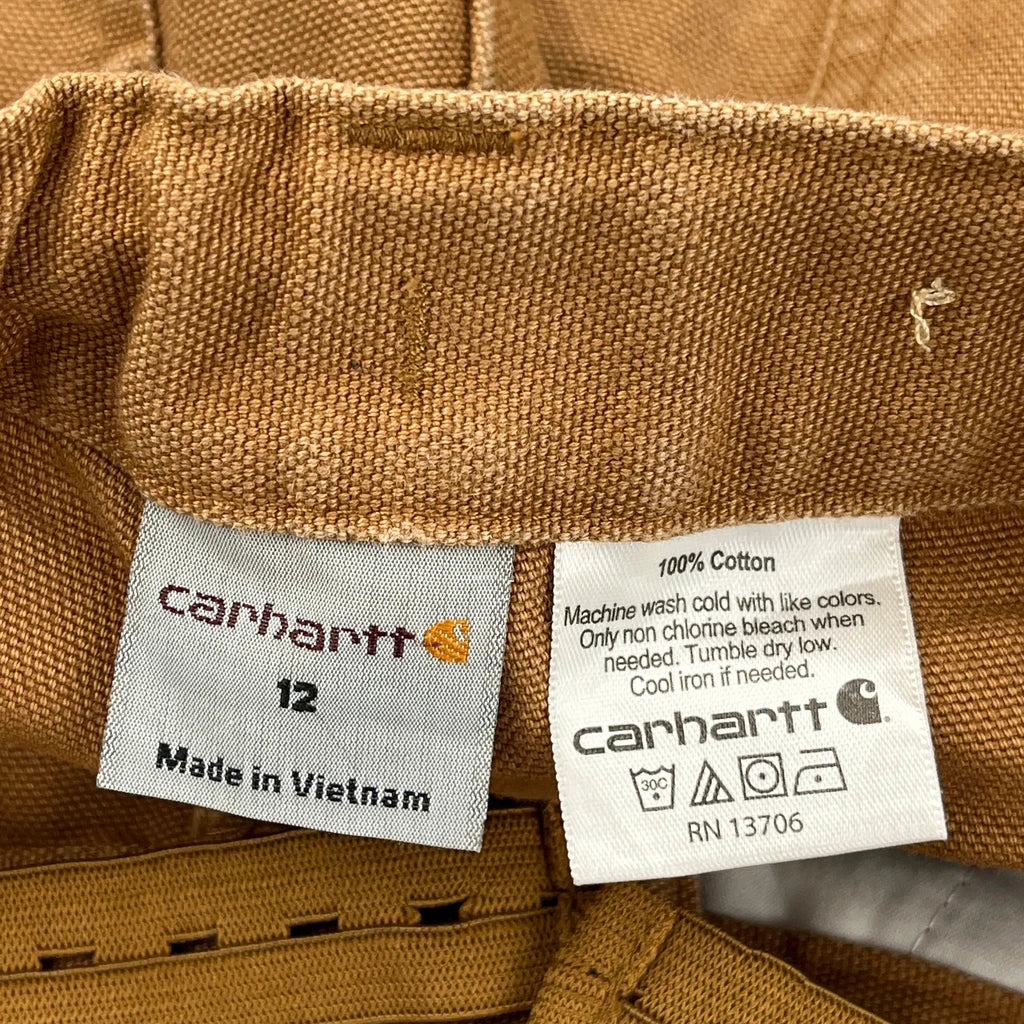 carhartt
12
Made in Vietnam
100% Cotton
Machine wash cold with like colors.
Only non chlorine bleach when
needed. Tumble dry low.
Cool iron if needed.
carhartt
30C
RN 13706